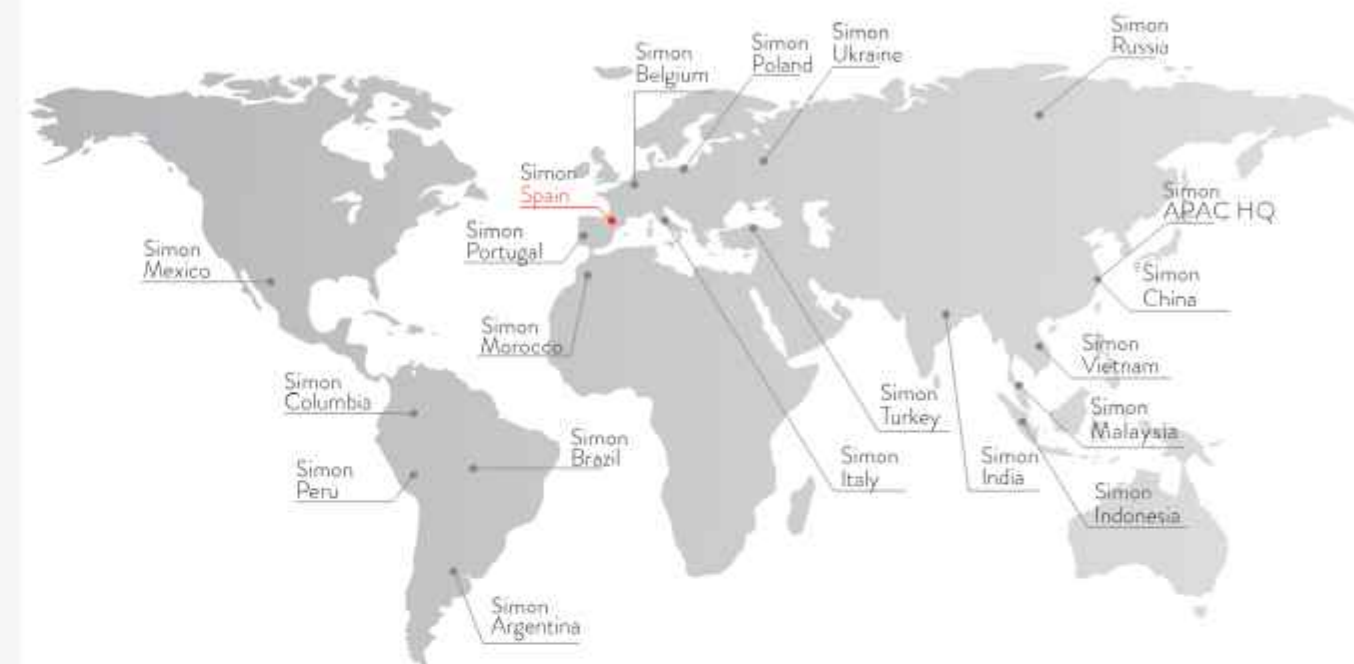 Simon
Russia
Simon
Ukraine
Simon
Poland
Simon
Belgium
Simon
Spain
Simon
APAC HQ
Simon
Portugal
Simon
Mexico
Simon
China
Simon
Morocco
Simon
Vietnam
Simon
Columbia
Simon
Turkey
Simon
Malaysia
Simon
Brazil
Simon
Peru
Simon
Italy
Simon
India
Simon
Indonesia
Simon
Argentina